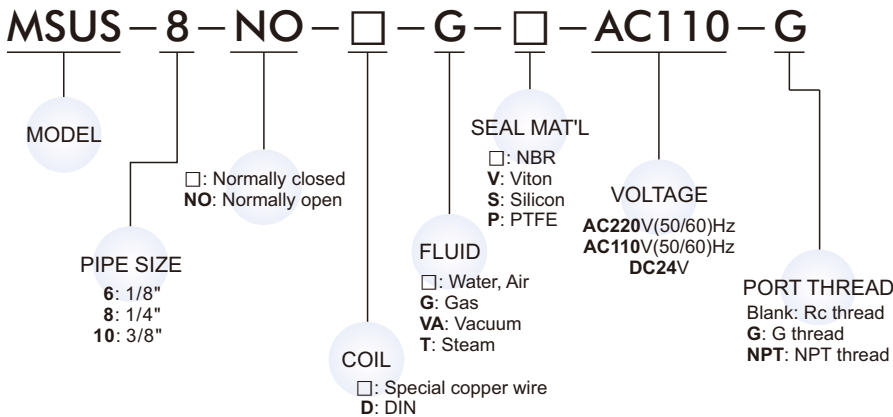 MSUS – 8 – NO – □ – G – □ – AC110 – G
MODEL
PIPE SIZE
6: 1/8"
8: 1/4"
10: 3/8"
□: Normally closed
NO: Normally open
COIL
□: Special copper wire
D: DIN
FLUID
□: Water, Air
G: Gas
VA: Vacuum
T: Steam
SEAL MAT'L
□: NBR
V: Viton
S: Silicon
P: PTFE
VOLTAGE
AC220V(50/60)Hz
AC110V(50/60)Hz
DC24V
PORT THREAD
Blank: Rc thread
G: G thread
NPT: NPT thread